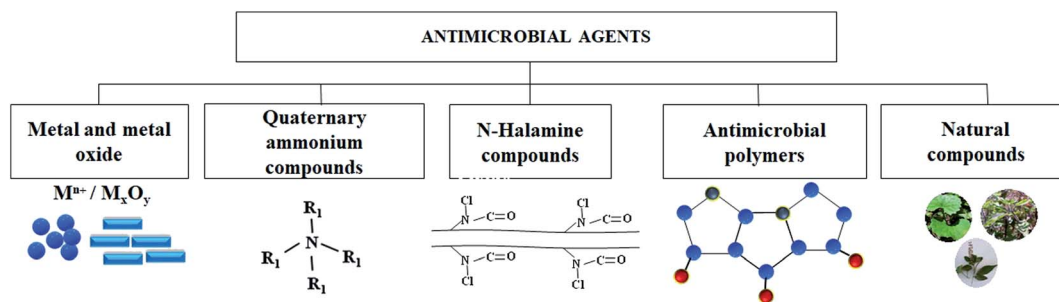 ANTIMICROBIAL AGENTS
Metal and metal
oxide
Quaternary
ammonium
compounds
N-Halamine
compounds
Antimicrobial
polymers
Natural
compounds
Mⁿ⁺ / MₓOᵧ
R₁
R₁ N R₁
R₁
Cl
N C=O
Cl
N C=O
N C=O
Cl
N C=O
Cl